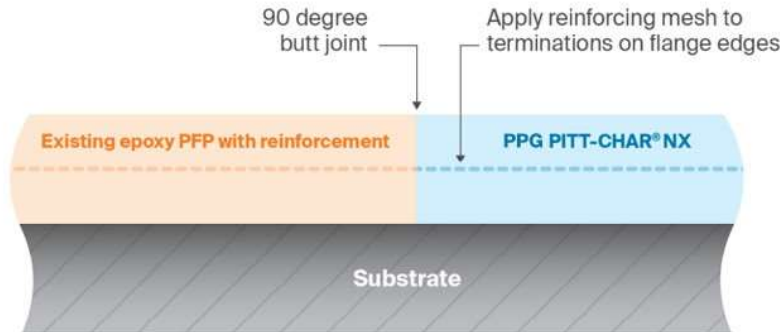 90 degree
butt joint
Apply reinforcing mesh to
terminations on flange edges
Existing epoxy PFP with reinforcement
PPG PITT-CHAR® NX
Substrate